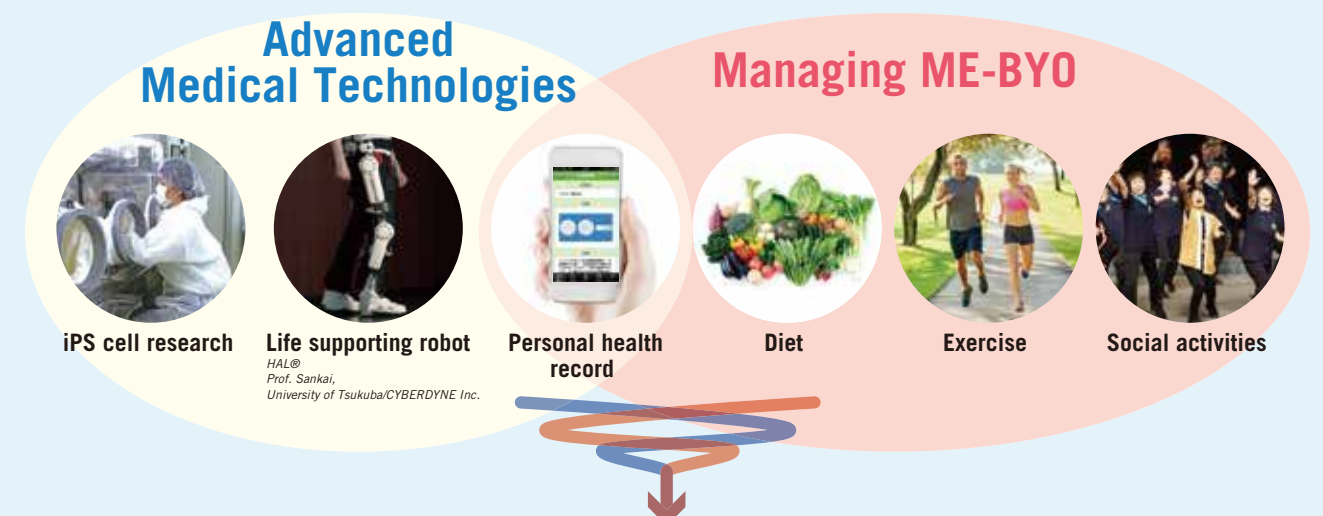 Advanced
Medical Technologies
Managing ME-BYO
iPS cell research
Life supporting robot
HAL®
Prof. Sankai,
University of Tsukuba/CYBERDYNE Inc.
Personal health
record
Diet
Exercise
Social activities